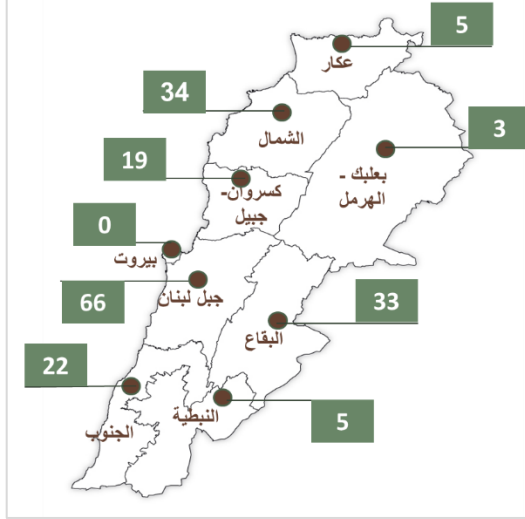 5
عكار
34
الشمال
3
بعلبك -
الهرمل
19
كسروان-
جبيل
0
بيروت
66
جبل لبنان
33
البقاع
22
الجنوب
النبطية
5